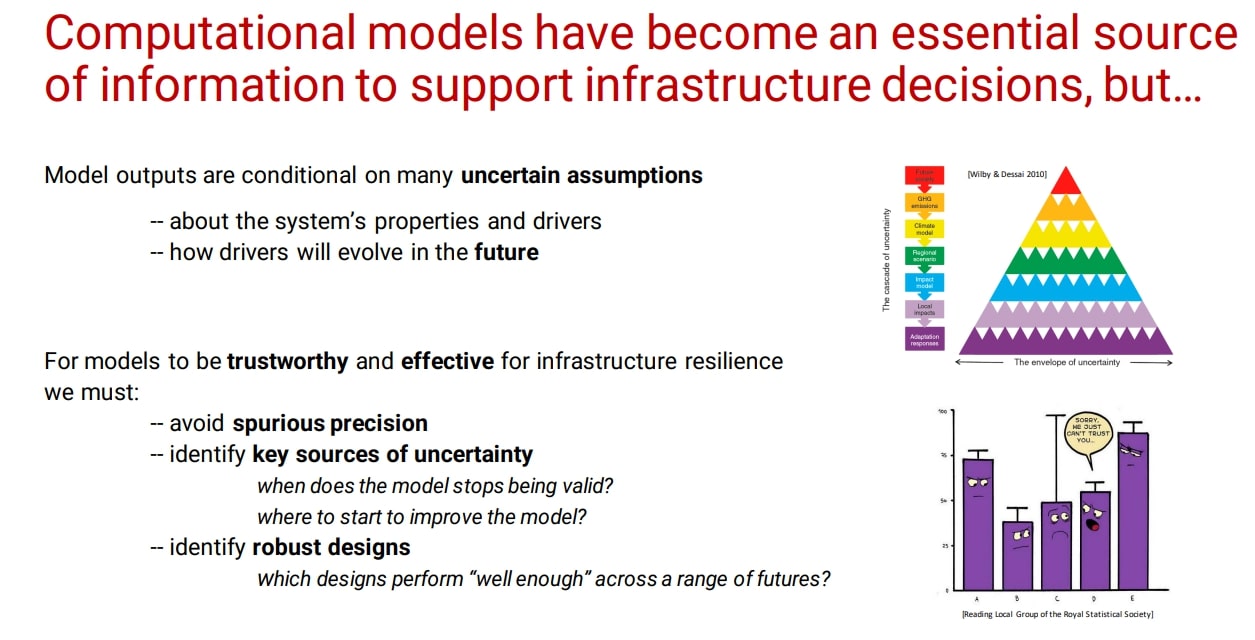 Computational models have become an essential source
of information to support infrastructure decisions, but...
Model outputs are conditional on many uncertain assumptions
-- about the system's properties and drivers
-- how drivers will evolve in the future
For models to be trustworthy and effective for infrastructure resilience
we must:
-- avoid spurious precision
-- identify key sources of uncertainty
when does the model stops being valid?
where to start to improve the model?
-- identify robust designs
which designs perform “well enough” across a range of futures?
The cascade of uncertainty
Future
society
GHG
emissions
Climate
model
Regional
scenario
Impact
model
Local
impacts
Adaptation
responses
[Wilby & Dessai 2010]
The envelope of uncertainty
100
75
50
25
0
SORRY,
WE JUST
CAN'T TRUST
YOU...
A B C D E
[Reading Local Group of the Royal Statistical Society]